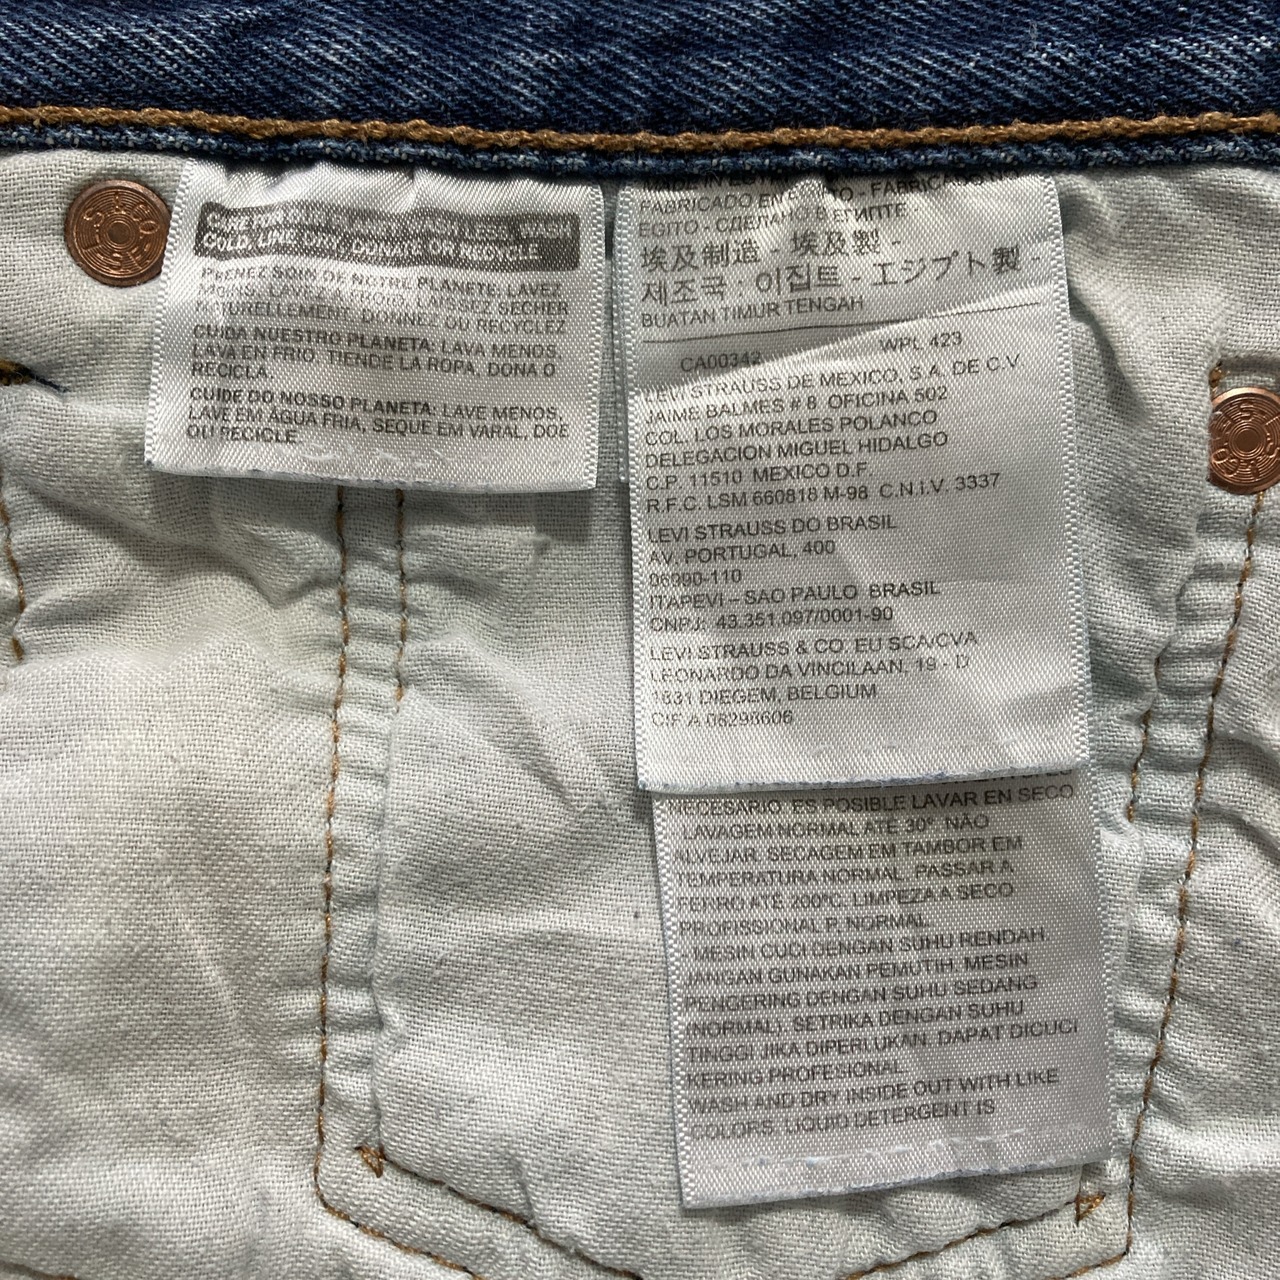 CARE FOR OUR PLANET: WASH LESS, WASH
COLD, LINE DRY, DONATE OR RECYCLE
PRENEZ SOIN DE NOTRE PLANETE: LAVEZ
MOINS, LAVEZ A FROID, LAISSEZ SÉCHER
NATURELLEMENT, DONNEZ OU RECYCLEZ
CUIDA NUESTRO PLANETA: LAVA MENOS,
LAVA EN FRIO, TIENDE LA ROPA, DONA O
RECICLA.
CUIDE DO NOSSO PLANETA: LAVE MENOS,
LAVE EM ÁGUA FRIA, SEQUE EM VARAL, DOE
OU RECICLE.
MADE IN
FABRICADO EN - FABRICADO NO
EGITO - СДЕЛАНО В ЕГИПТЕ -
埃及制造 - 埃及製 -
제조국 · 이집트 - エジプト製 -
BUATAN TIMUR TENGAH
CA00342 WPL 423
LEVI STRAUSS DE MEXICO, S.A. DE C.V.
JAIME BALMES # 8 OFICINA 502
COL. LOS MORALES POLANCO
DELEGACION MIGUEL HIDALGO
C.P. 11510 MEXICO D.F.
R.F.C. LSM 660818 M-98 C.N.I.V. 3337
LEVI STRAUSS DO BRASIL
AV. PORTUGAL, 400
06690-110
ITAPEVI – SAO PAULO BRASIL
CNPJ: 43.351.097/0001-90
LEVI STRAUSS & CO. EU SCA/CVA
LEONARDO DA VINCILAAN, 19 - D
1831 DIEGEM, BELGIUM
CIF A 08298606
NECESARIO. ES POSIBLE LAVAR EN SECO
LAVAGEM NORMAL ATÉ 30°. NÃO
ALVEJAR. SECAGEM EM TAMBOR EM
TEMPERATURA NORMAL. PASSAR A
FERRO ATÉ 200°C. LIMPEZA A SECO
PROFISSIONAL P. NORMAL.
- MESIN CUCI DENGAN SUHU RENDAH.
JANGAN GUNAKAN PEMUTIH. MESIN
PENGERING DENGAN SUHU SEDANG
(NORMAL). SETRIKA DENGAN SUHU
TINGGI JIKA DIPERLUKAN. DAPAT DICUCI
KERING PROFESIONAL.
WASH AND DRY INSIDE OUT WITH LIKE
COLORS. LIQUID DETERGENT IS